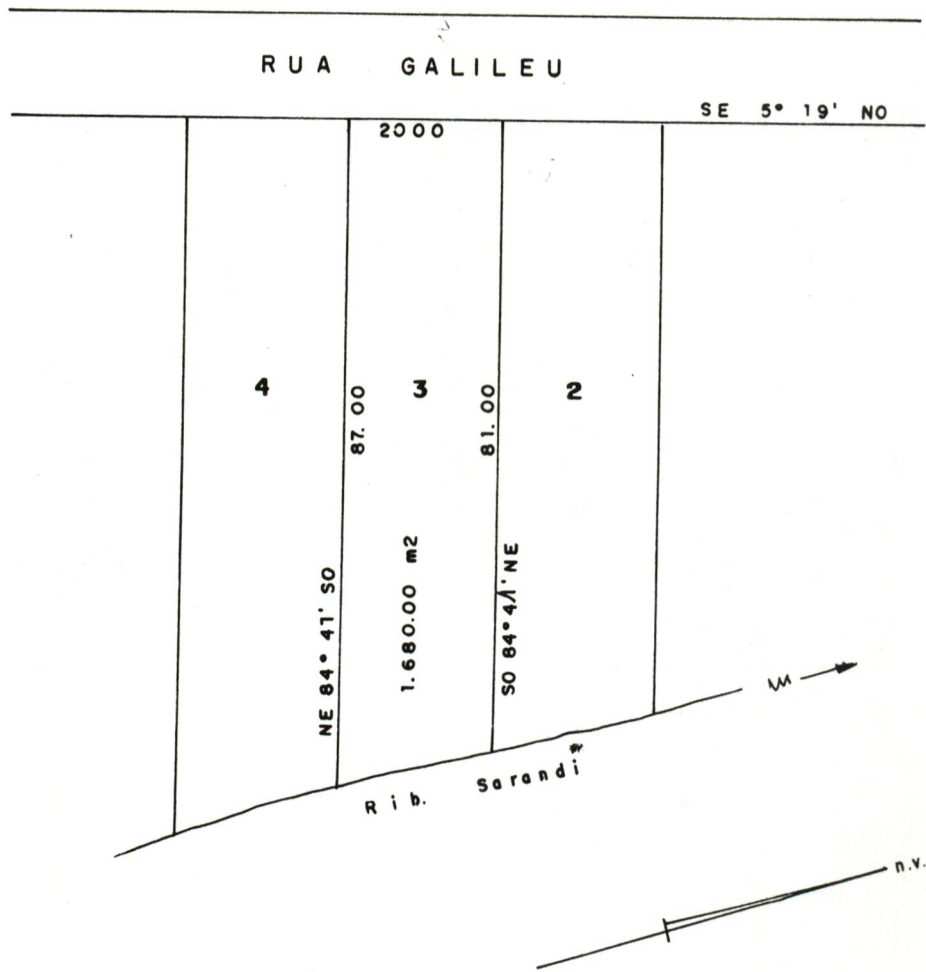 RUA GALILEU
SE 5° 19' NO
2000
4
3
2
87.00
81.00
NE 84° 41' SO
1.680.00 m2
SO 84° 41' NE
Rib. Sarandi
n.v.